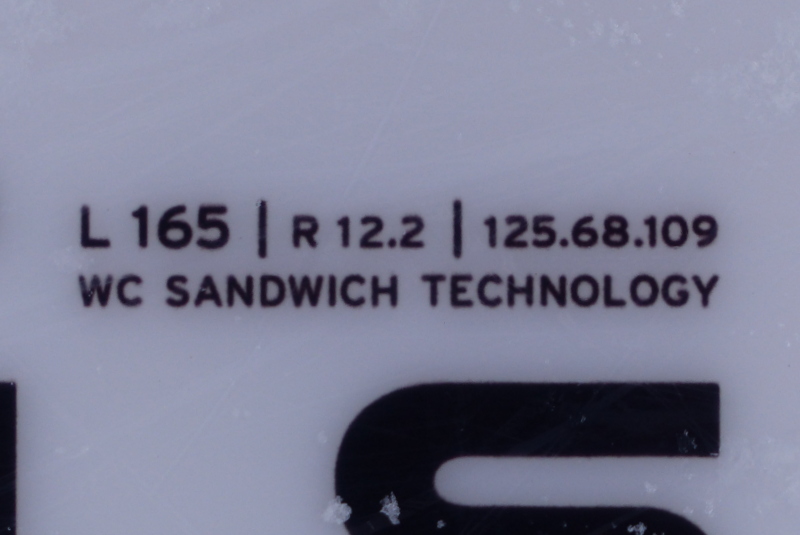 L 165 | R 12.2 | 125.68.109
WC SANDWICH TECHNOLOGY